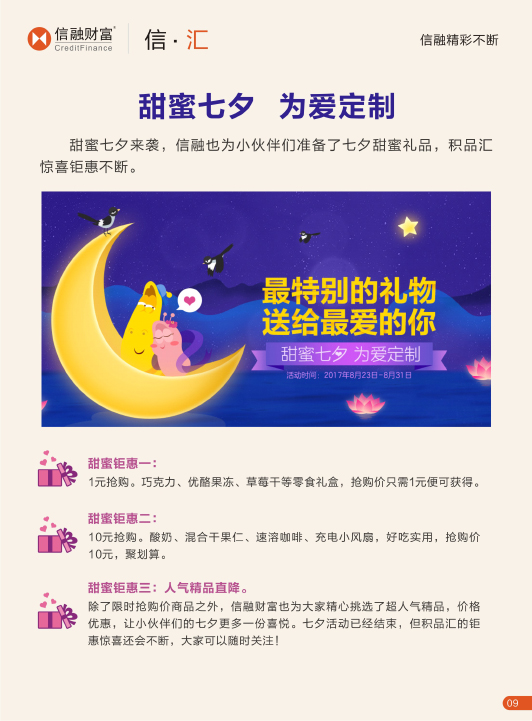 信融财富®
CreditFinance
信·汇
信融精彩不断
甜蜜七夕 为爱定制
甜蜜七夕来袭，信融也为小伙伴们准备了七夕甜蜜礼品，积品汇
惊喜钜惠不断。
最特别的礼物
送给最爱的你
甜蜜七夕 为爱定制
活动时间：2017年8月23日-8月31日
甜蜜钜惠一：
1元抢购。巧克力、优酪果冻、草莓干等零食礼盒，抢购价只需1元便可获得。
甜蜜钜惠二：
10元抢购。酸奶、混合干果仁、速溶咖啡、充电小风扇，好吃实用，抢购价
10元，聚划算。
甜蜜钜惠三：人气精品直降。
除了限时抢购价商品之外，信融财富也为大家精心挑选了超人气精品，价格
优惠，让小伙伴们的七夕更多一份喜悦。七夕活动已经结束，但积品汇的钜
惠惊喜还会不断，大家可以随时关注！
09